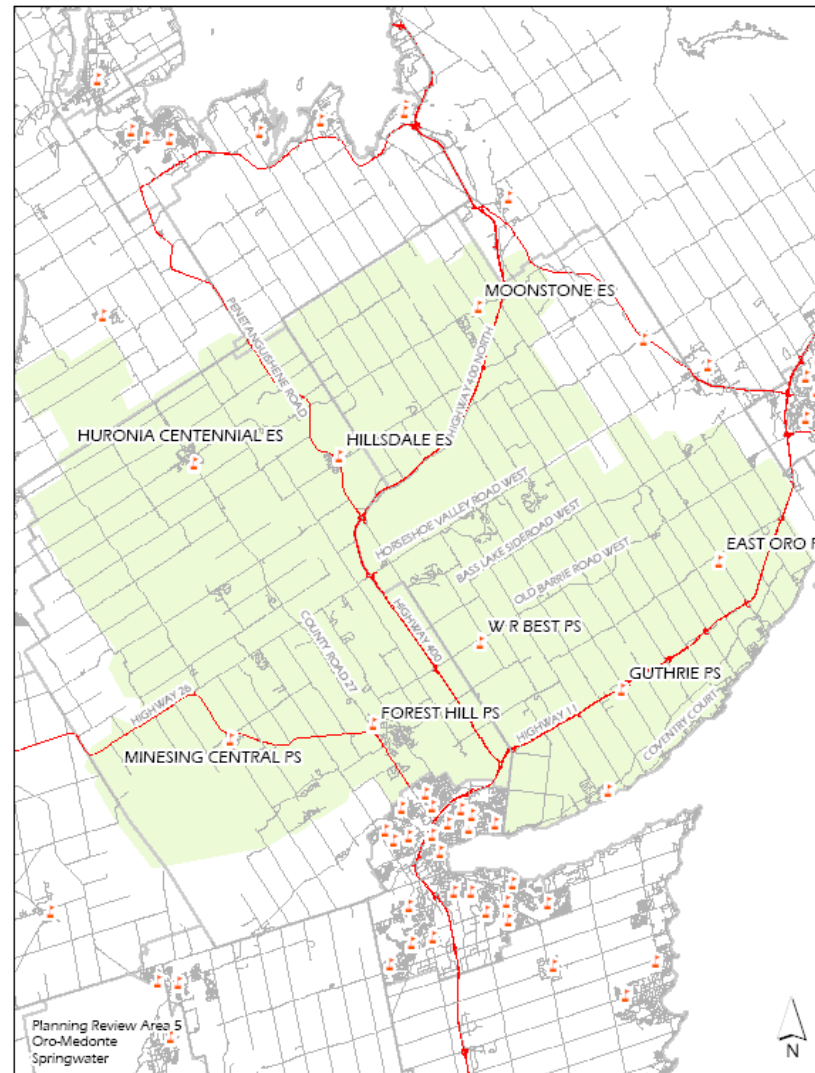 MOONSTONE ES
PENETANGUISHENE ROAD
HIGHWAY 400 NORTH
HURONIA CENTENNIAL ES
HILLSDALE ES
HORSESHOE VALLEY ROAD WEST
BASS LAKE SIDEROAD WEST
OLD BARRIE ROAD WEST
EAST ORO P
HIGHWAY 400
W R BEST PS
COUNTY ROAD 27
GUTHRIE PS
HIGHWAY 26
FOREST HILL PS
HIGHWAY 11
COVENTRY COURT
MINESING CENTRAL PS
Planning Review Area 5
Oro-Medonte
Springwater
N